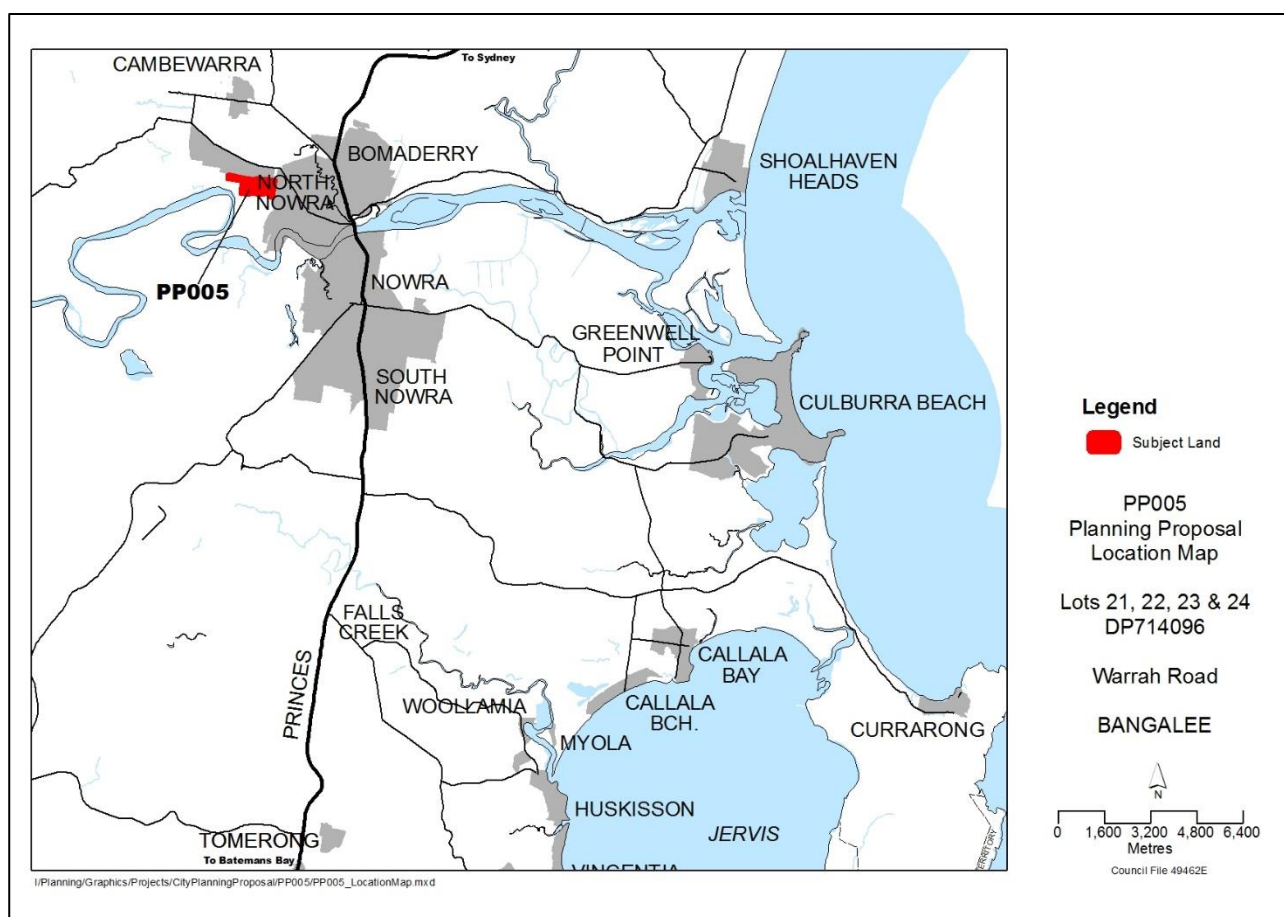 To Sydney
CAMBEWARRA
BOMADERRY
SHOALHAVEN
HEADS
NORTH
NOWRA
PP005
NOWRA
GREENWELL
POINT
SOUTH
NOWRA
CULBURRA BEACH
FALLS
CREEK
PRINCES
CALLALA
BAY
WOOLLAMIA
CALLALA
BCH.
CURRARONG
MYOLA
HUSKISSON
JERVIS
TOMERONG
To Batemans Bay
VINCENTIA
ERRITORY
I/Planning/Graphics/Projects/CityPlanningProposal/PP005/PP005_LocationMap.mxd
Legend
Subject Land
PP005
Planning Proposal
Location Map
Lots 21, 22, 23 & 24
DP714096
Warrah Road
BANGALEE
N
0 1,600 3,200 4,800 6,400
Metres
Council File 49462E